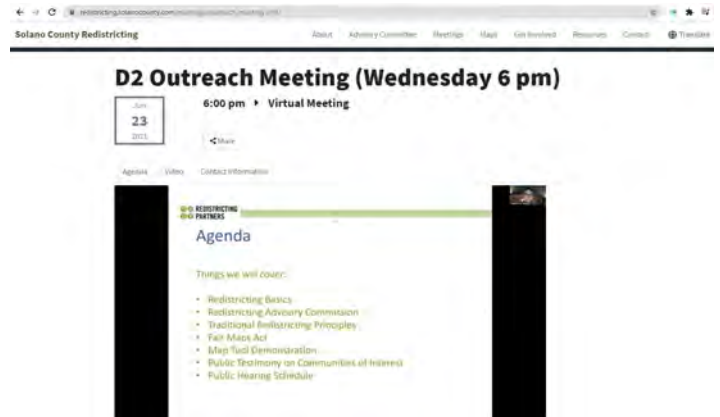 Solano County Redistricting
About Advisory Committee Meetings Maps Get Involved Resources Contact Translate
D2 Outreach Meeting (Wednesday 6 pm)
Jun
23
2021
6:00 pm Virtual Meeting
Share
Agenda Video Contact Information
REDISTRICTING
PARTNERS
Agenda
Things we will cover:
• Redistricting Basics
• Redistricting Advisory Commission
• Traditional Redistricting Principles
• Fair Maps Act
• Map Tool Demonstration
• Public Testimony on Communities of Interest
• Public Hearing Schedule